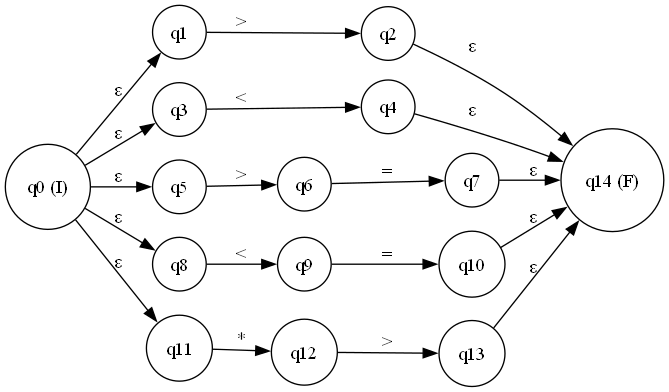 q1 > q2 ε
ε
q3 < q4 ε
ε
q0 (I) ε q5 > q6 = q7 ε q14 (F)
ε
q8 < q9 = q10 ε
ε
q11 * q12 > q13 ε